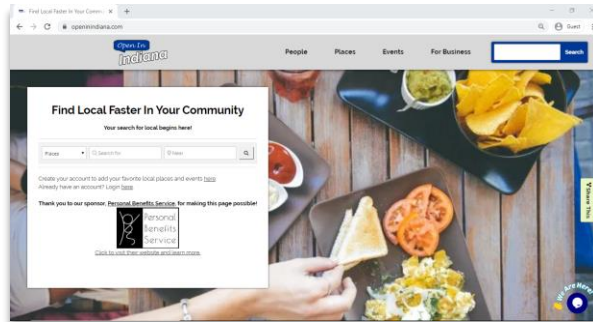 Find Local Faster In Your Commu
openinindiana.com
Guest
Open In
Indiana
People
Places
Events
For Business
Search
Find Local Faster In Your Community
Your search for local begins here!
Places
Search for
Near
Create your account to add your favorite local places and events here
Already have an account? Login here
Thank you to our sponsor, Personal Benefits Service, for making this page possible!
Personal
Benefits
Service
Click to visit their website and learn more.
Share This
We Are Here!